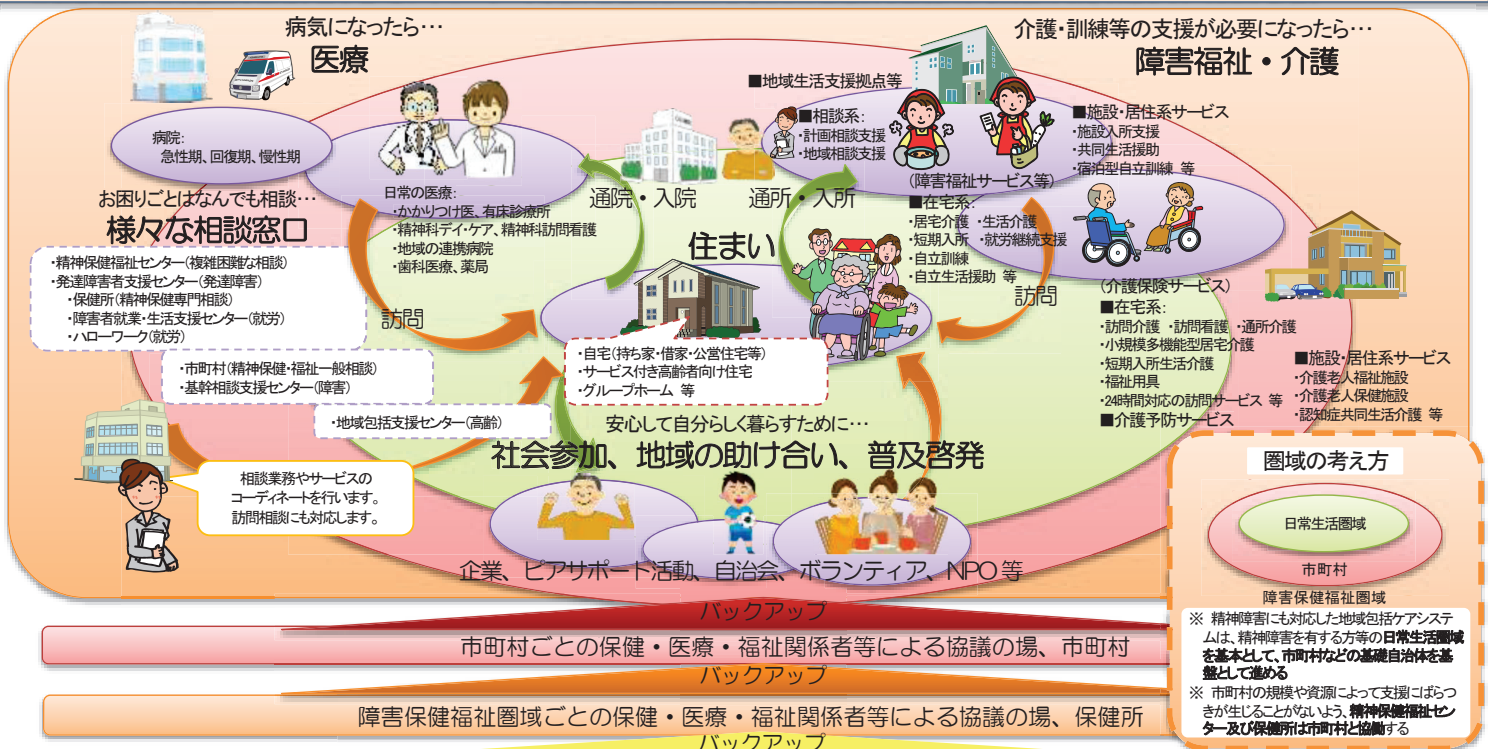 病気になったら…
医療
介護・訓練等の支援が必要になったら…
障害福祉・介護
病院:
急性期、回復期、慢性期
日常の医療:
・かかりつけ医、有床診療所
・精神科デイ・ケア、精神科訪問看護
・地域の連携病院
・歯科医療、薬局
通院・入院
通所・入所
■地域生活支援拠点等
■相談系:
・計画相談支援
・地域相談支援
■施設・居住系サービス
・施設入所支援
・共同生活援助
・宿泊型自立訓練 等
(障害福祉サービス等)
■在宅系:
・居宅介護 ・生活介護
・短期入所 ・就労継続支援
・自立訓練
・自立生活援助 等
お困りごとはなんでも相談…
様々な相談窓口
・精神保健福祉センター(複雑困難な相談)
・発達障害者支援センター(発達障害)
・保健所(精神保健専門相談)
・障害者就業・生活支援センター(就労)
・ハローワーク(就労)
・市町村(精神保健・福祉一般相談)
・基幹相談支援センター(障害)
・地域包括支援センター(高齢)
相談業務やサービスの
コーディネートを行います。
訪問相談にも対応します。
訪問
住まい
・自宅(持ち家・借家・公営住宅等)
・サービス付き高齢者向け住宅
・グループホーム 等
訪問
(介護保険サービス)
■在宅系:
・訪問介護 ・訪問看護 ・通所介護
・小規模多機能型居宅介護
・短期入所生活介護
・福祉用具
・24時間対応の訪問サービス 等
■介護予防サービス
■施設・居住系サービス
・介護老人福祉施設
・介護老人保健施設
・認知症共同生活介護 等
安心して自分らしく暮らすために…
社会参加、地域の助け合い、普及啓発
企業、ピアサポート活動、自治会、ボランティア、NPO 等
圏域の考え方
日常生活圏域
市町村
障害保健福祉圏域
※ 精神障害にも対応した地域包括ケアシステ
ムは、精神障害を有する方等の日常生活圏域
を基本として、市町村などの基礎自治体を基
盤として進める
※ 市町村の規模や資源によって支援にばらつ
きが生じることがないよう、精神保健福祉セン
ター及び保健所は市町村と協働する
バックアップ
市町村ごとの保健・医療・福祉関係者等による協議の場、市町村
バックアップ
障害保健福祉圏域ごとの保健・医療・福祉関係者等による協議の場、保健所
バックアップ